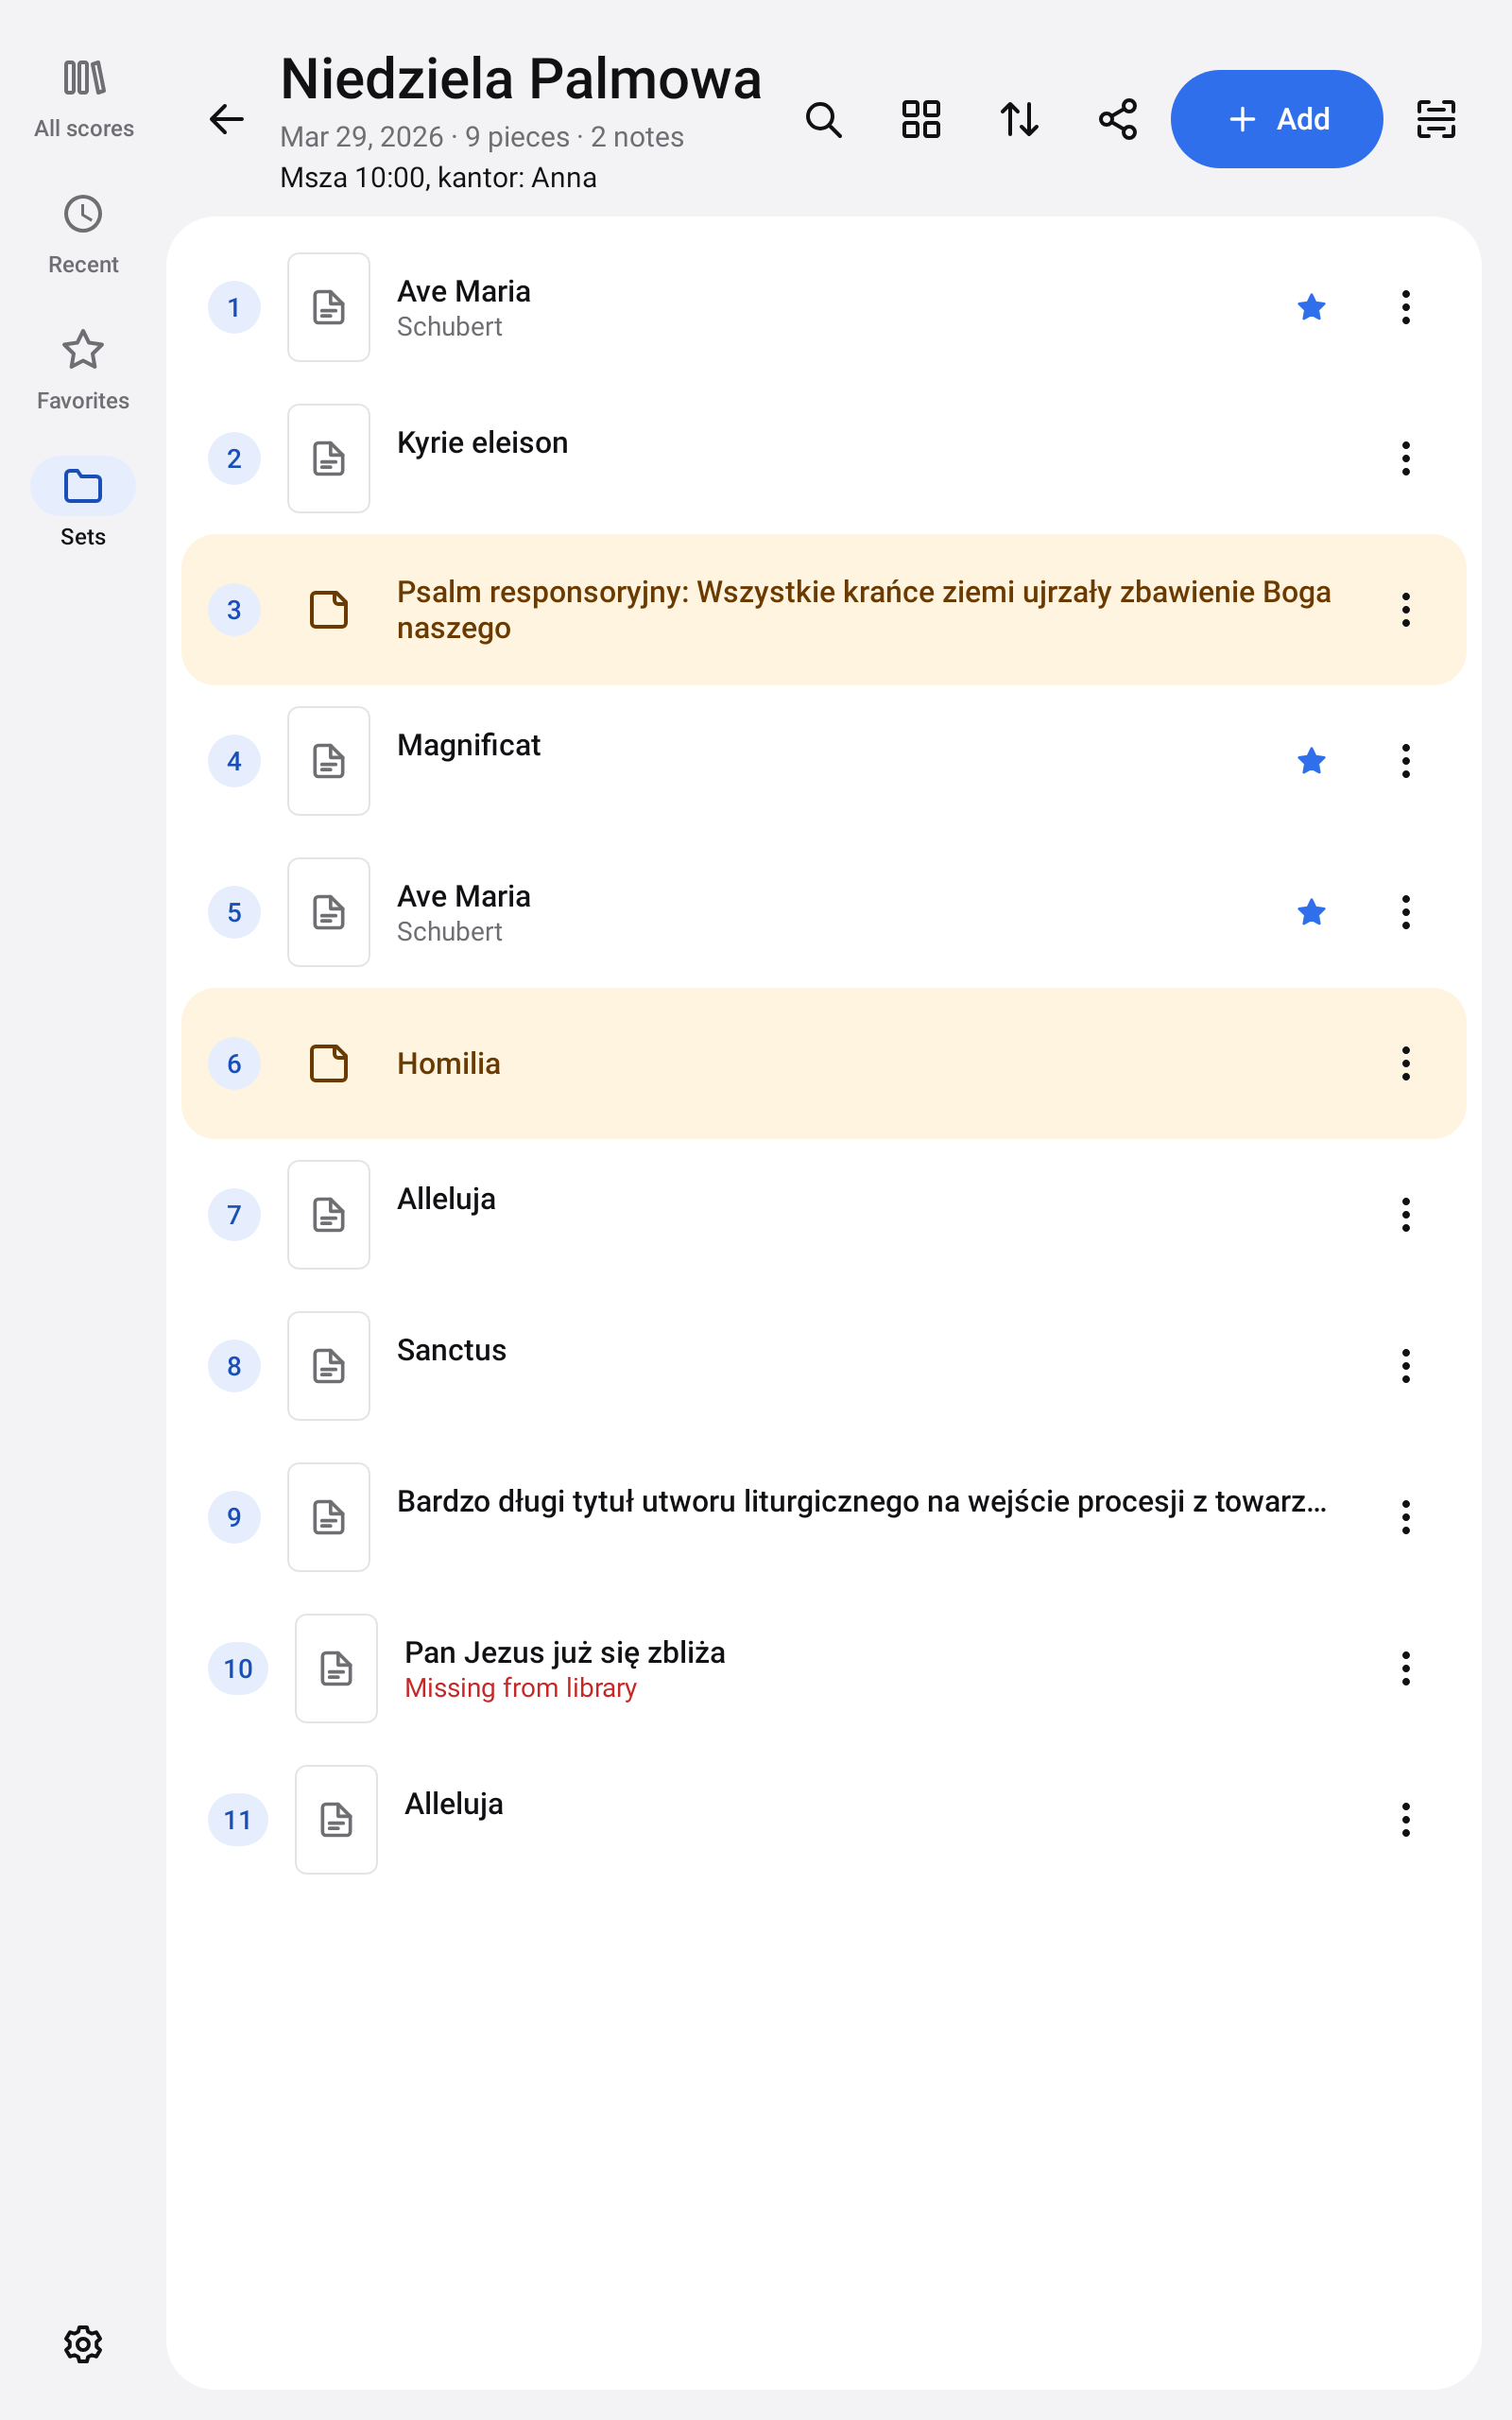 All scores
Recent
Favorites
Sets
Niedziela Palmowa
Mar 29, 2026 · 9 pieces · 2 notes
Msza 10:00, kantor: Anna
Add
1
Ave Maria
Schubert
2
Kyrie eleison
3
Psalm responsoryjny: Wszystkie krańce ziemi ujrzały zbawienie Boga
naszego
4
Magnificat
5
Ave Maria
Schubert
6
Homilia
7
Alleluja
8
Sanctus
9
Bardzo długi tytuł utworu liturgicznego na wejście procesji z towarz…
10
Pan Jezus już się zbliża
Missing from library
11
Alleluja